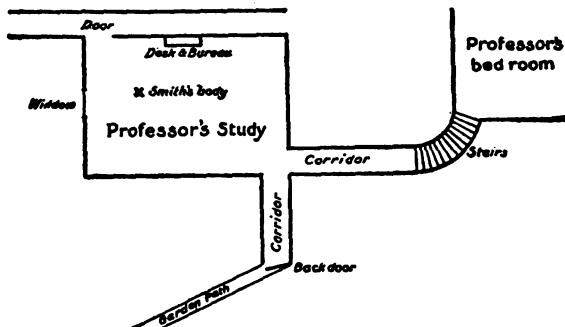 Door
Desk & Bureau
Professor's
bed room
Window
Smith's body
Professor's Study
Corridor
Stairs
Corridor
Back door
Garden Path